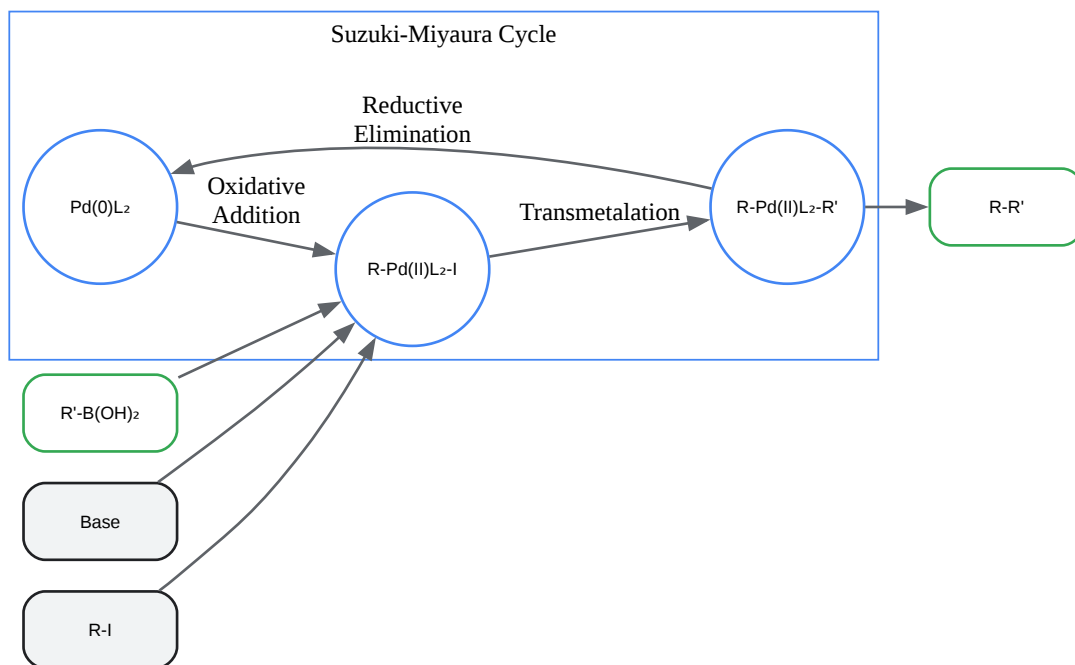 Suzuki-Miyaura Cycle
Reductive
Elimination
Oxidative
Addition
Transmetalation
Pd(0)L₂
R-Pd(II)L₂-I
R-Pd(II)L₂-R'
R-R'
R'-B(OH)₂
Base
R-I